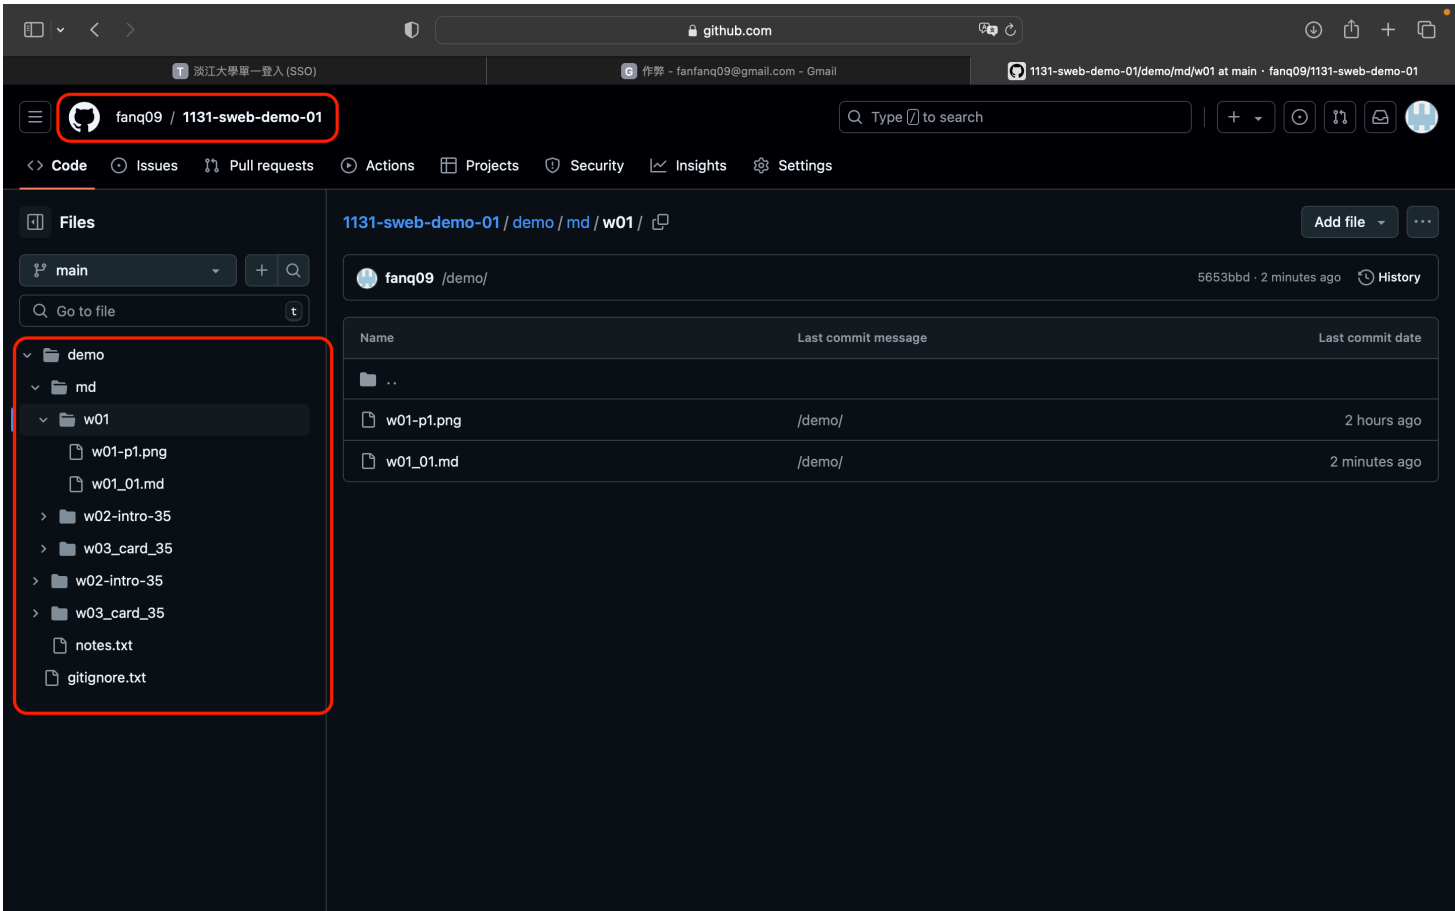 github.com
T 淡江大學單一登入 (SSO)
G 作弊 - fanfanq09@gmail.com - Gmail
1131-sweb-demo-01/demo/md/w01 at main · fanq09/1131-sweb-demo-01
fanq09 / 1131-sweb-demo-01
Type / to search
Code Issues Pull requests Actions Projects Security Insights Settings
Files
main
Go to file t
demo
md
w01
w01-p1.png
w01_01.md
w02-intro-35
w03_card_35
w02-intro-35
w03_card_35
notes.txt
gitignore.txt
1131-sweb-demo-01 / demo / md / w01 /
Add file
fanq09 /demo/
5653bbd · 2 minutes ago History
Name Last commit message Last commit date
..
w01-p1.png /demo/ 2 hours ago
w01_01.md /demo/ 2 minutes ago